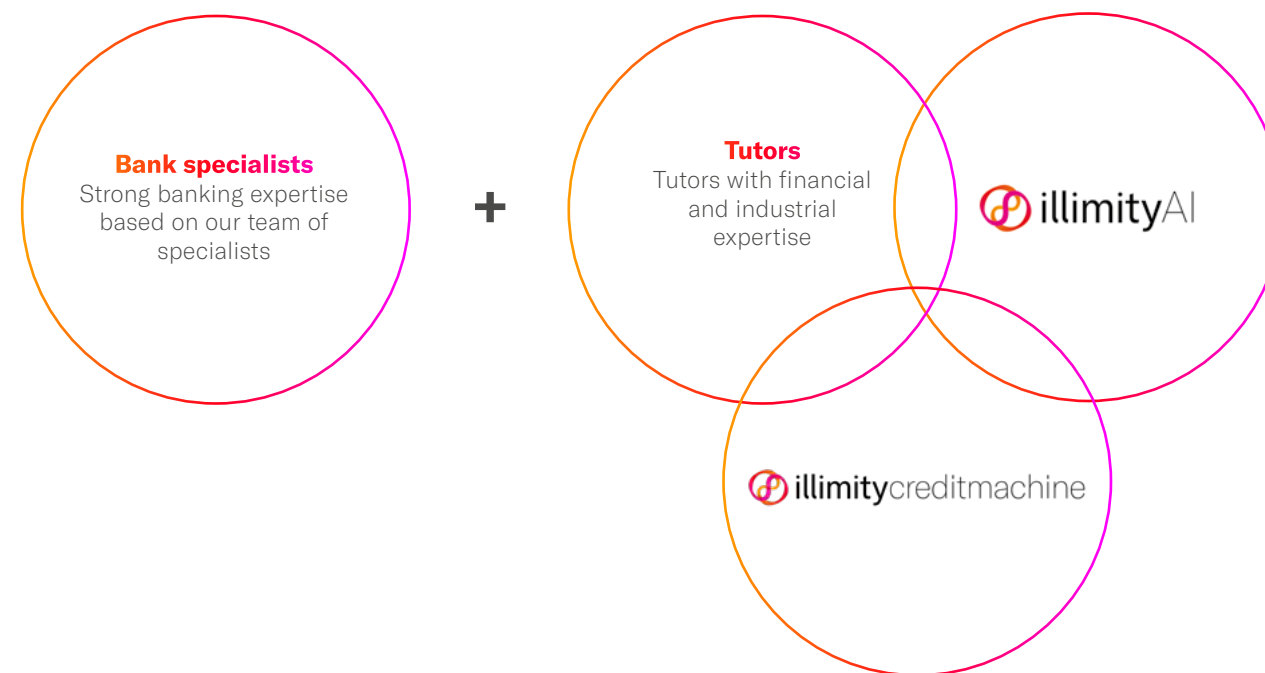 Bank specialists
Strong banking expertise
based on our team of
specialists
+
Tutors
Tutors with financial
and industrial
expertise
illimityAI
illimitycreditmachine